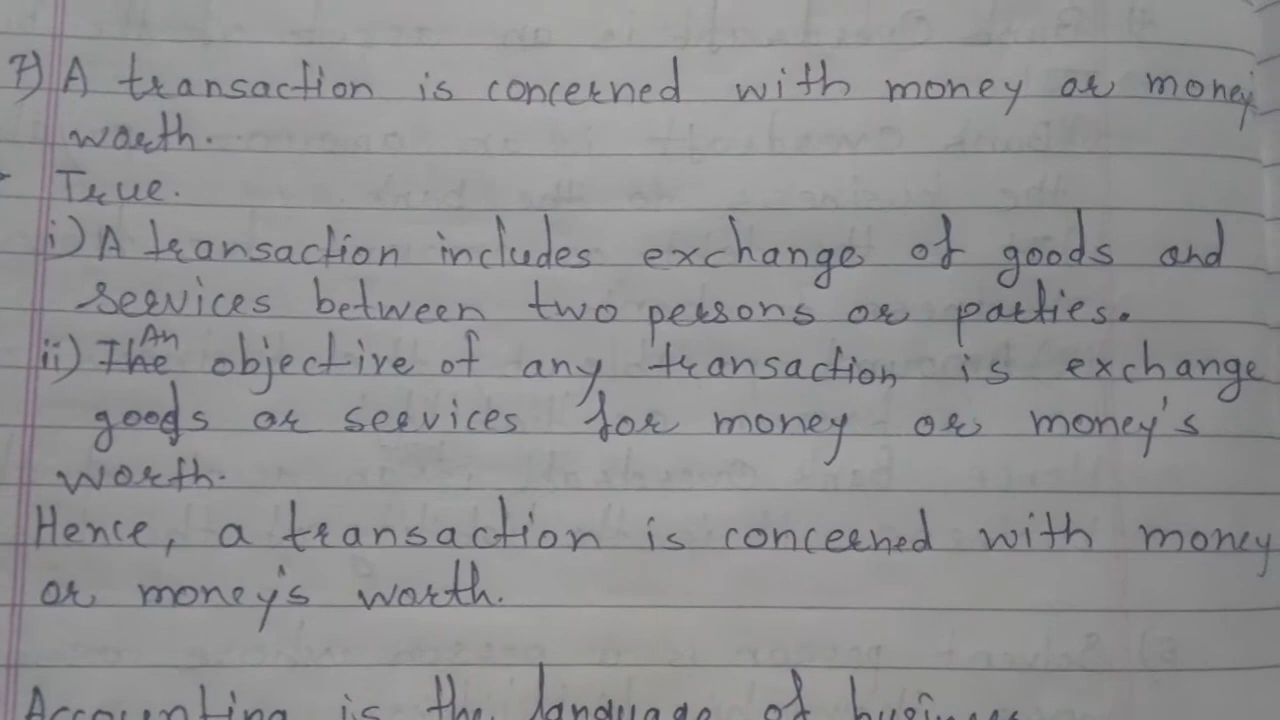 7) A transaction is concerned with money or money
worth.
True.
i) A transaction includes exchange of goods and
services between two persons or parties.
ii) The An objective of any transaction is exchange
goods or services for money or money's
worth.
Hence, a transaction is concerned with money
or money's worth.
Accounting is the language of business